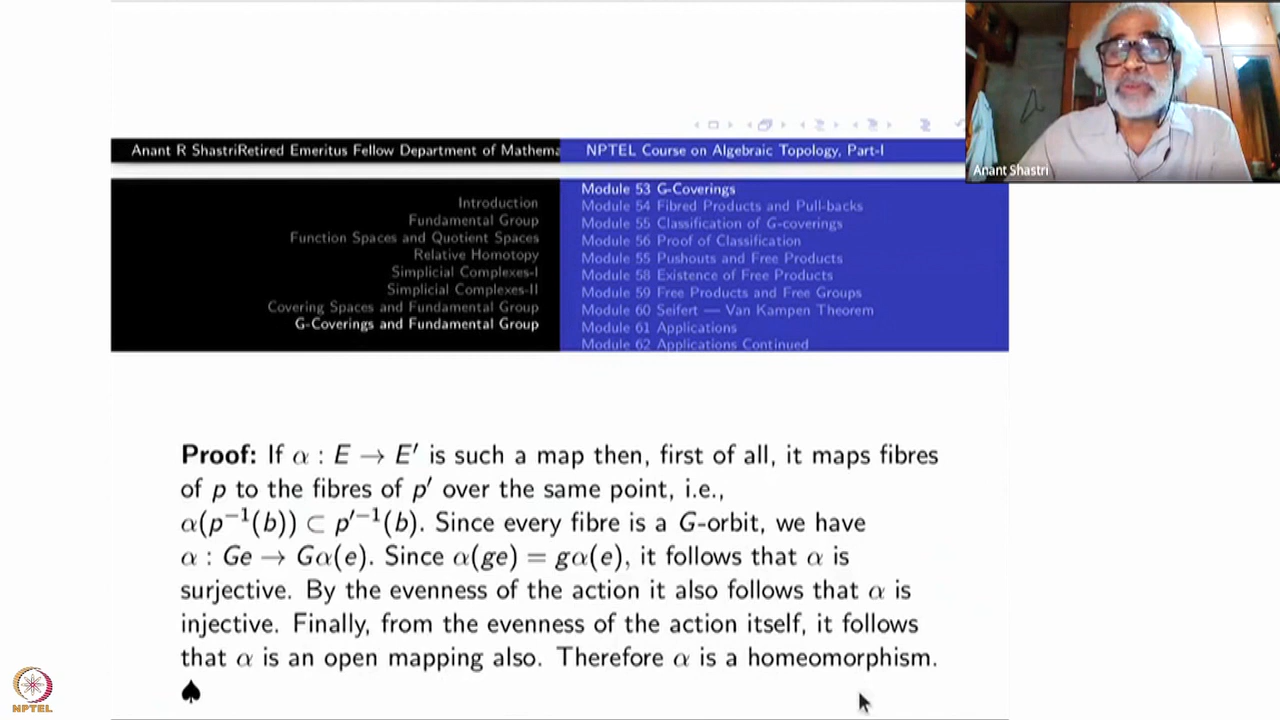 Anant R ShastriRetired Emeritus Fellow Department of Mathema
NPTEL Course on Algebraic Topology, Part-I
Anant Shastri
Introduction
Fundamental Group
Function Spaces and Quotient Spaces
Relative Homotopy
Simplicial Complexes-I
Simplicial Complexes-II
Covering Spaces and Fundamental Group
G-Coverings and Fundamental Group
Module 53 G-Coverings
Module 54 Fibred Products and Pull-backs
Module 55 Classification of G-coverings
Module 56 Proof of Classification
Module 55 Pushouts and Free Products
Module 58 Existence of Free Products
Module 59 Free Products and Free Groups
Module 60 Seifert — Van Kampen Theorem
Module 61 Applications
Module 62 Applications Continued
Proof: If α : E → E′ is such a map then, first of all, it maps fibres
of p to the fibres of p′ over the same point, i.e.,
α(p⁻¹(b)) ⊂ p′⁻¹(b). Since every fibre is a G-orbit, we have
α : Ge → Gα(e). Since α(ge) = gα(e), it follows that α is
surjective. By the evenness of the action it also follows that α is
injective. Finally, from the evenness of the action itself, it follows
that α is an open mapping also. Therefore α is a homeomorphism.
♠
NPTEL